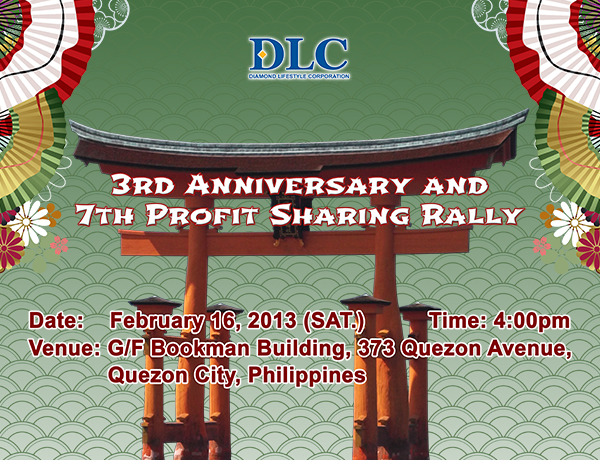 DLC
DIAMOND LIFESTYLE CORPORATION
3RD ANNIVERSARY AND
7TH PROFIT SHARING RALLY
Date: February 16, 2013 (SAT.) Time: 4:00pm
Venue: G/F Bookman Building, 373 Quezon Avenue,
Quezon City, Philippines